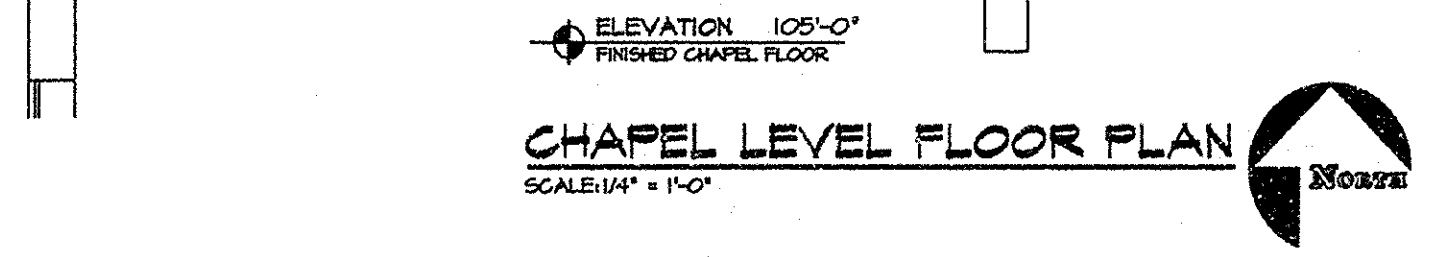 ELEVATION 105'-0"
FINISHED CHAPEL FLOOR
CHAPEL LEVEL FLOOR PLAN
SCALE:1/4" = 1'-0"
NORTH